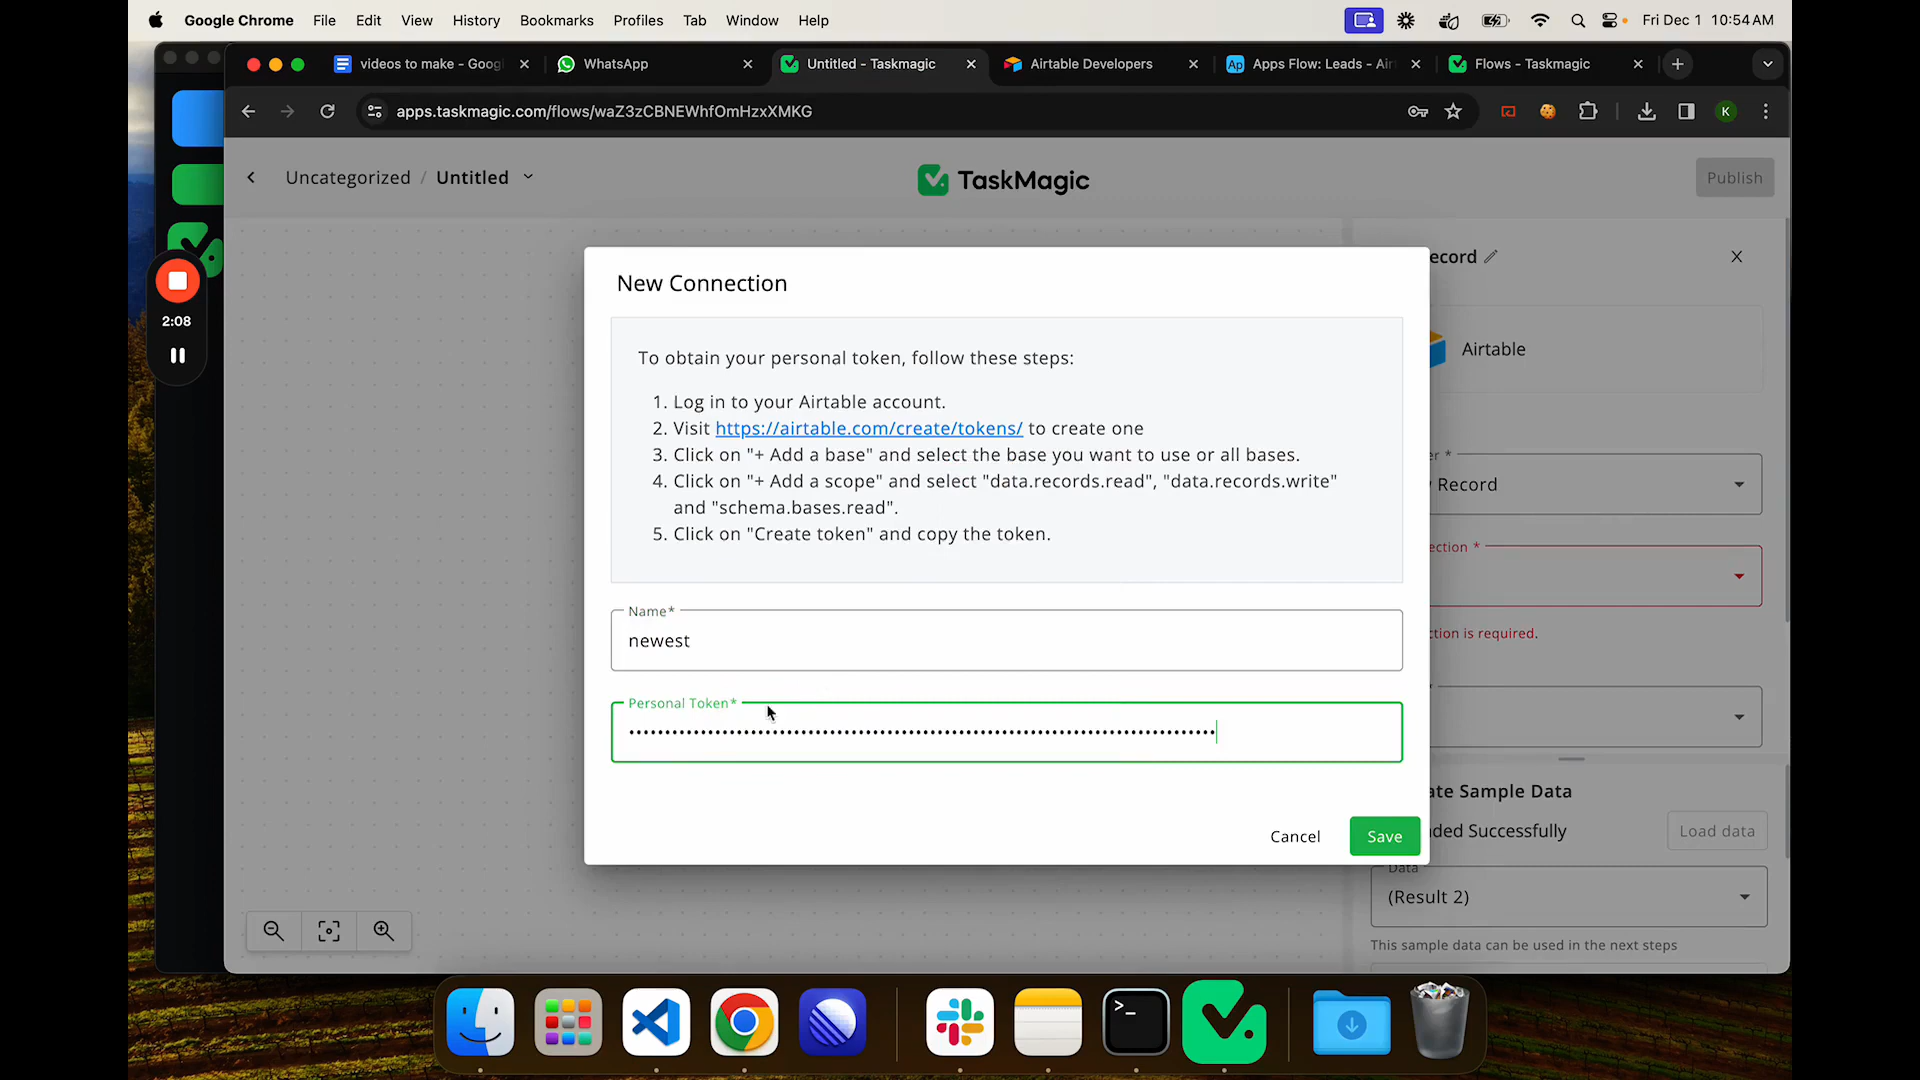 Google Chrome File Edit View History Bookmarks Profiles Tab Window Help Fri Dec 1 10:54 AM
videos to make - Goog WhatsApp Untitled - Taskmagic Airtable Developers Apps Flow: Leads - Air Flows - Taskmagic
apps.taskmagic.com/flows/waZ3zCBNEWhfOmHzxXMKG K
Uncategorized / Untitled TaskMagic Publish
New Connection
ecord
2:08
To obtain your personal token, follow these steps:
1. Log in to your Airtable account.
2. Visit https://airtable.com/create/tokens/ to create one
3. Click on "+ Add a base" and select the base you want to use or all bases.
4. Click on "+ Add a scope" and select "data.records.read", "data.records.write"
and "schema.bases.read".
5. Click on "Create token" and copy the token.
Airtable
er *
Record
ection *
tion is required.
Name*
newest
Personal Token*
Cancel Save
ate Sample Data
ded Successfully Load data
Data
(Result 2)
This sample data can be used in the next steps